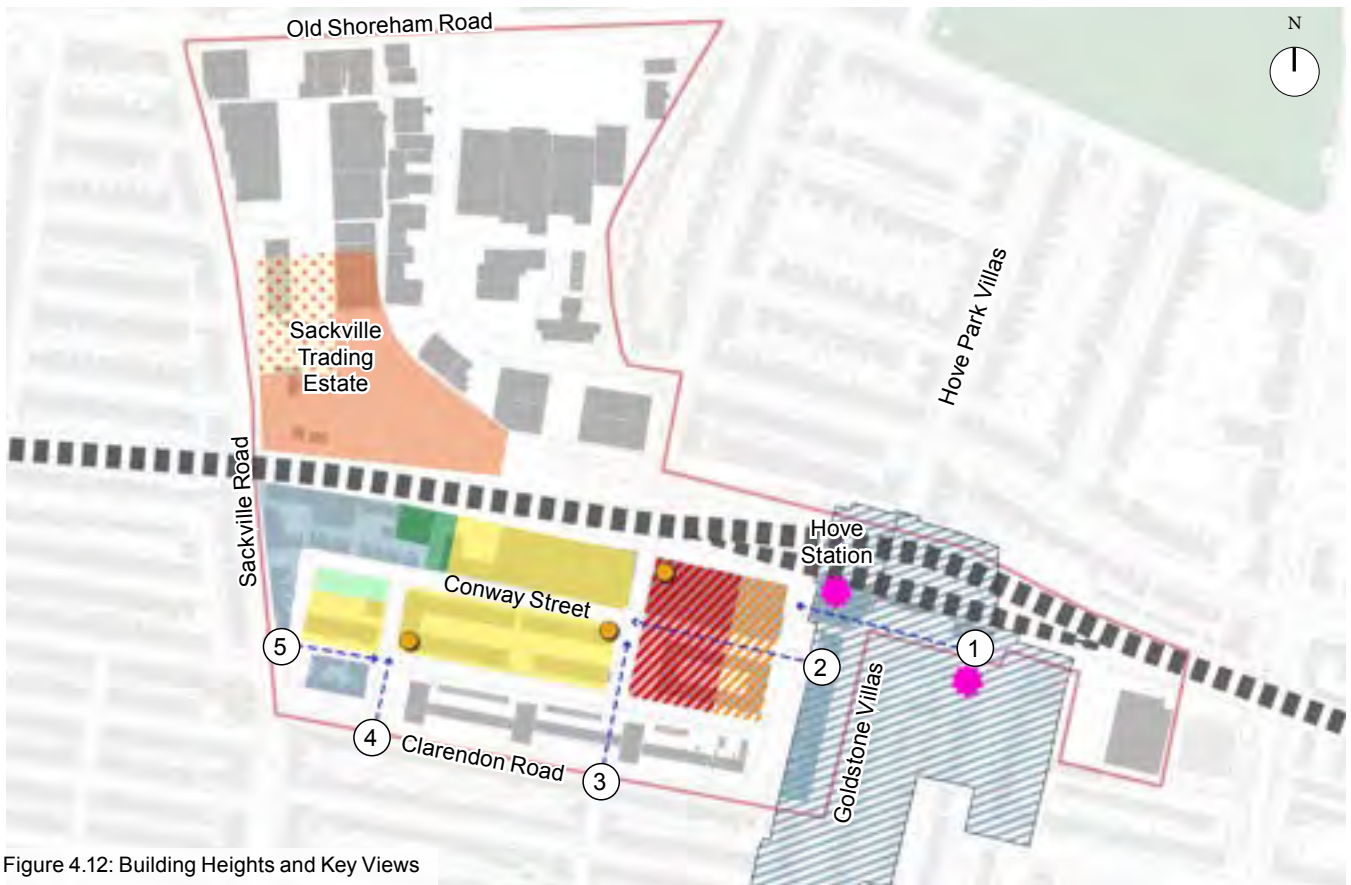 Old Shoreham Road
N
Hove Park Villas
Sackville
Trading
Estate
Sackville Road
Hove
Station
Conway Street
1
2
5
Goldstone Villas
4
Clarendon Road
3
Figure 4.12: Building Heights and Key Views